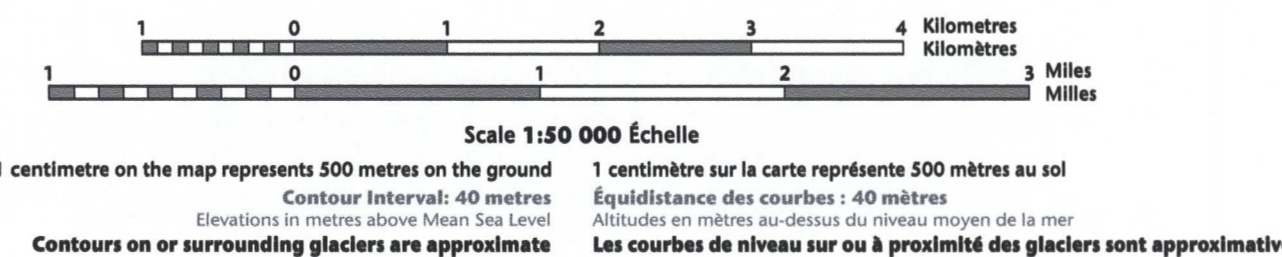 1 0 1 2 3 4 Kilometres
Kilomètres
1 0 1 2 3 Miles
Milles
Scale 1:50 000 Échelle
centimetre on the map represents 500 metres on the ground
Contour Interval: 40 metres
Elevations in metres above Mean Sea Level
Contours on or surrounding glaciers are approximate
1 centimètre sur la carte représente 500 mètres au sol
Équidistance des courbes : 40 mètres
Altitudes en mètres au-dessus du niveau moyen de la mer
Les courbes de niveau sur ou à proximité des glaciers sont approximative